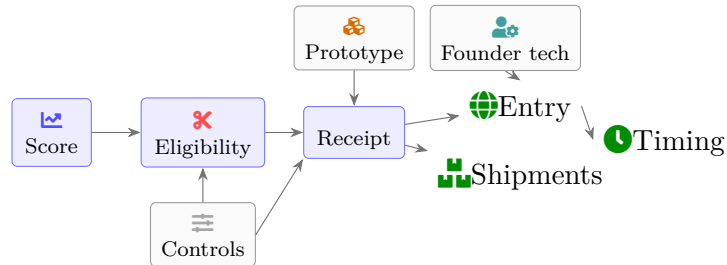 Prototype
Founder tech
Entry
Score
Eligibility
Receipt
Timing
Shipments
Controls